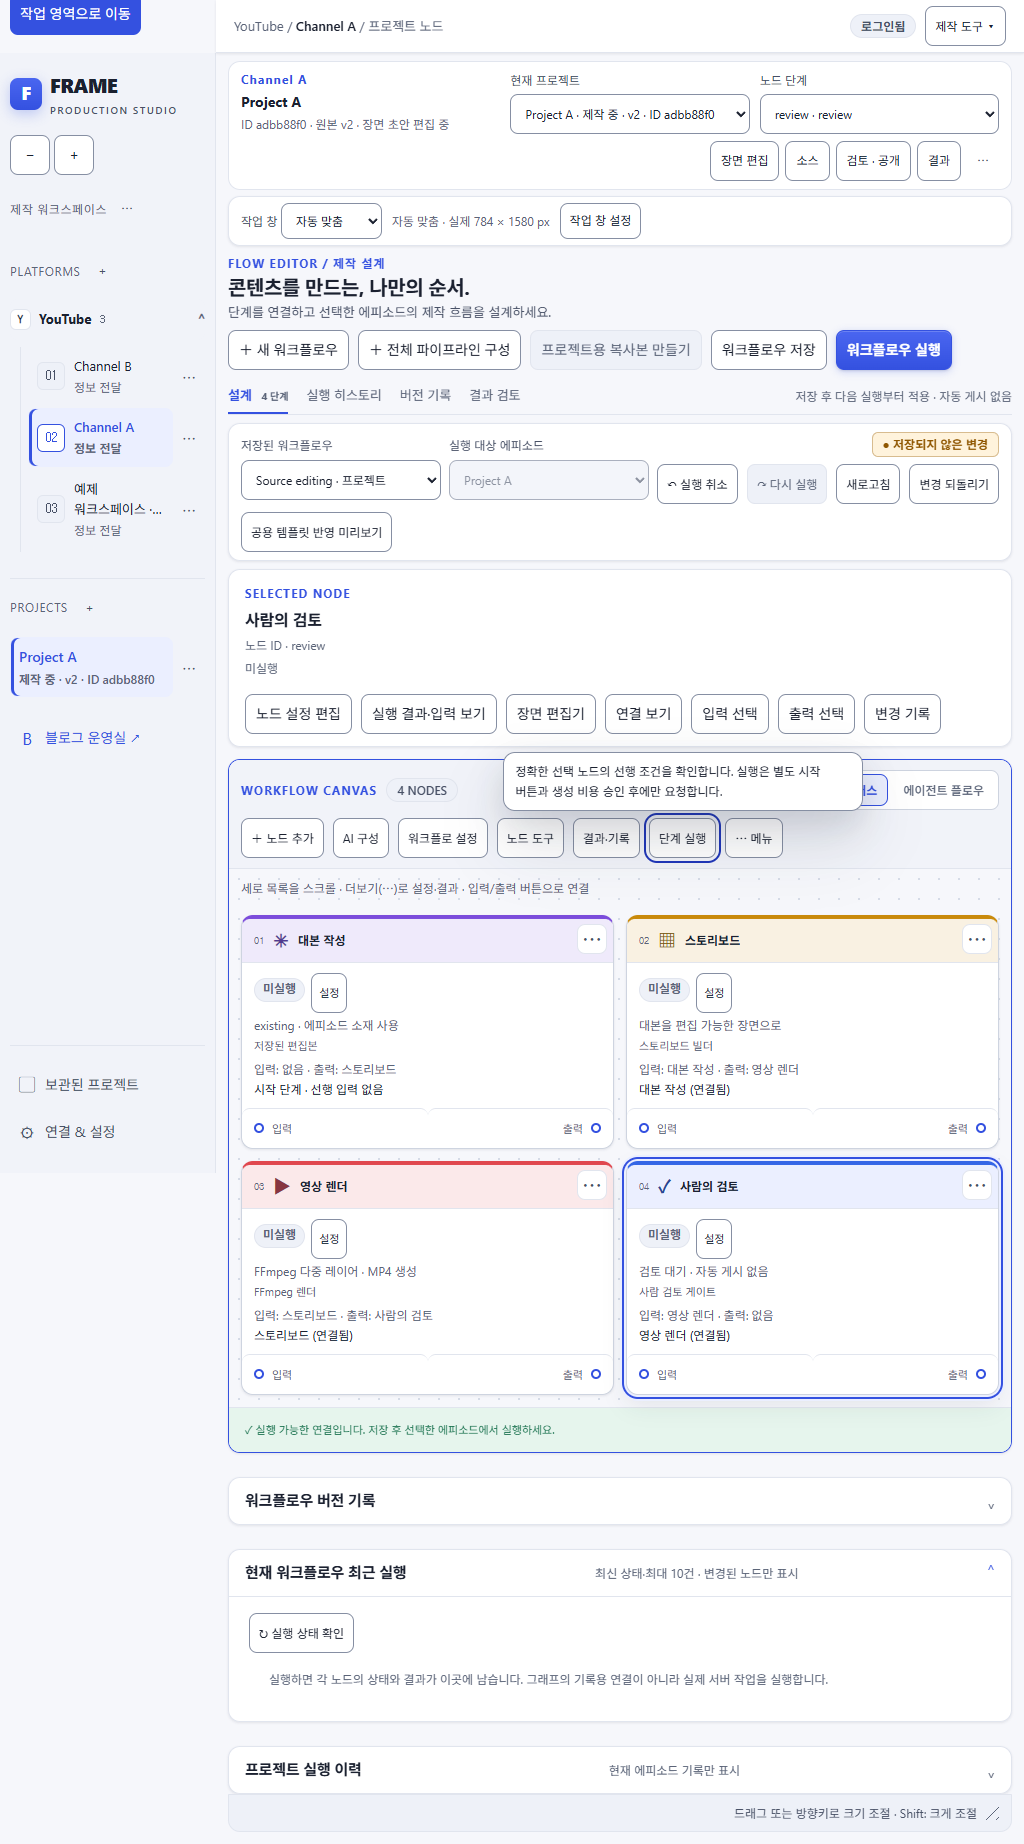 작업 영역으로 이동
F
FRAME
PRODUCTION STUDIO
−
+
제작 워크스페이스 ···
PLATFORMS +
Y YouTube 3 ^
01 Channel B ···
정보 전달
02 Channel A ···
정보 전달
03 예제
워크스페이스 ·... ···
정보 전달
PROJECTS +
Project A ···
제작 중 · v2 · ID adbb88f0
B 블로그 운영실 ↗
보관된 프로젝트
연결 & 설정
YouTube / Channel A / 프로젝트 노드
로그인됨
제작 도구
Channel A
Project A
ID adbb88f0 · 원본 v2 · 장면 초안 편집 중
현재 프로젝트
Project A · 제작 중 · v2 · ID adbb88f0
노드 단계
review · review
장면 편집
소스
검토 · 공개
결과
···
작업 창
자동 맞춤
자동 맞춤 · 실제 784 × 1580 px
작업 창 설정
FLOW EDITOR / 제작 설계
콘텐츠를 만드는, 나만의 순서.
단계를 연결하고 선택한 에피소드의 제작 흐름을 설계하세요.
+ 새 워크플로우
+ 전체 파이프라인 구성
프로젝트용 복사본 만들기
워크플로우 저장
워크플로우 실행
설계 4 단계
실행 히스토리
버전 기록
결과 검토
저장 후 다음 실행부터 적용 · 자동 게시 없음
저장된 워크플로우
실행 대상 에피소드
● 저장되지 않은 변경
Source editing · 프로젝트
Project A
↶ 실행 취소
↷ 다시 실행
새로고침
변경 되돌리기
공용 템플릿 반영 미리보기
SELECTED NODE
사람의 검토
노드 ID · review
미실행
노드 설정 편집
실행 결과·입력 보기
장면 편집기
연결 보기
입력 선택
출력 선택
변경 기록
정확한 선택 노드의 선행 조건을 확인합니다. 실행은 별도 시작
버튼과 생성 비용 승인 후에만 요청합니다.
WORKFLOW CANVAS
4 NODES
에이전트 플로우
+ 노드 추가
AI 구성
워크플로 설정
노드 도구
결과·기록
단계 실행
··· 메뉴
세로 목록을 스크롤 · 더보기(···)로 설정·결과 · 입력/출력 버튼으로 연결
01 대본 작성 ···
미실행 설정
existing · 에피소드 소재 사용
저장된 편집본
입력: 없음 · 출력: 스토리보드
시작 단계 · 선행 입력 없음
입력 출력
02 스토리보드 ···
미실행 설정
대본을 편집 가능한 장면으로
스토리보드 빌더
입력: 대본 작성 · 출력: 영상 렌더
대본 작성 (연결됨)
입력 출력
03 영상 렌더 ···
미실행 설정
FFmpeg 다중 레이어 · MP4 생성
FFmpeg 렌더
입력: 스토리보드 · 출력: 사람의 검토
스토리보드 (연결됨)
입력 출력
04 사람의 검토 ···
미실행 설정
검토 대기 · 자동 게시 없음
사람 검토 게이트
입력: 영상 렌더 · 출력: 없음
영상 렌더 (연결됨)
입력 출력
✓ 실행 가능한 연결입니다. 저장 후 선택한 에피소드에서 실행하세요.
워크플로우 버전 기록
현재 워크플로우 최근 실행
최신 상태·최대 10건 · 변경된 노드만 표시
↻ 실행 상태 확인
실행하면 각 노드의 상태와 결과가 이곳에 남습니다. 그래프의 기록용 연결이 아니라 실제 서버 작업을 실행합니다.
프로젝트 실행 이력
현재 에피소드 기록만 표시
드래그 또는 방향키로 크기 조절 · Shift: 크게 조절